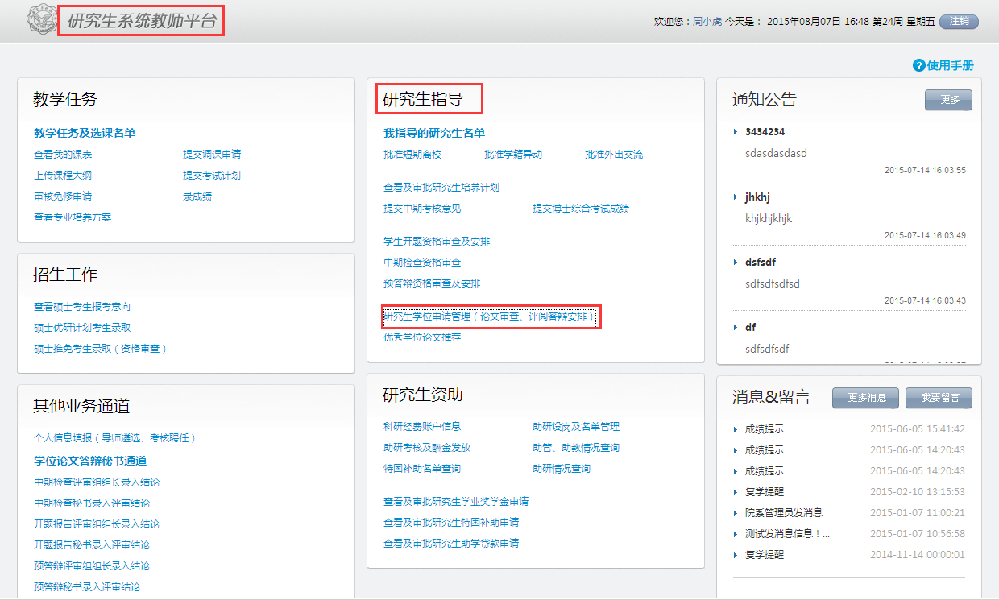 研究生系统教师平台
欢迎您：周小虎 今天是： 2015年08月07日 16:48 第24周 星期五 注销
使用手册
教学任务
教学任务及选课名单
查看我的课表 提交调课申请
上传课程大纲 提交考试计划
审核免修申请 录成绩
查看专业培养方案
招生工作
查看硕士考生报考意向
硕士优研计划考生录取
硕士推免考生录取（资格审查）
其他业务通道
个人信息填报（导师遴选、考核聘任）
学位论文答辩秘书通道
中期检查评审组组长录入结论
中期检查秘书录入评审结论
开题报告评审组组长录入结论
开题报告秘书录入评审结论
预答辩评审组组长录入结论
预答辩秘书录入评审结论
研究生指导
我指导的研究生名单
批准短期离校 批准学籍异动 批准外出交流
查看及审批研究生培养计划
提交中期考核意见 提交博士综合考试成绩
学生开题资格审查及安排
中期检查资格审查
预答辩资格审查及安排
研究生学位申请管理（论文审查、评阅答辩安排）
优秀学位论文推荐
研究生资助
科研经费账户信息 助研设岗及名单管理
助研考核及酬金发放 助管、助教情况查询
特困补助名单查询 助研情况查询
查看及审批研究生学业奖学金申请
查看及审批研究生特困补助申请
查看及审批研究生助学贷款申请
通知公告 更多
3434234
sdasdasdasd
2015-07-14 16:03:55
jhkhj
khjkhjkhjk
2015-07-14 16:03:49
dsfsdf
sdfsdfsdfsd
2015-07-14 16:03:43
df
sdfsdfsdf
消息&留言 更多消息 我要留言
成绩提示 2015-06-05 15:41:42
成绩提示 2015-06-05 14:20:43
成绩提示 2015-06-05 14:20:43
复学提醒 2015-02-10 13:15:53
院系管理员发消息 2015-01-07 11:00:21
测试发消息信息！... 2015-01-07 10:56:58
复学提醒 2014-11-14 00:00:01